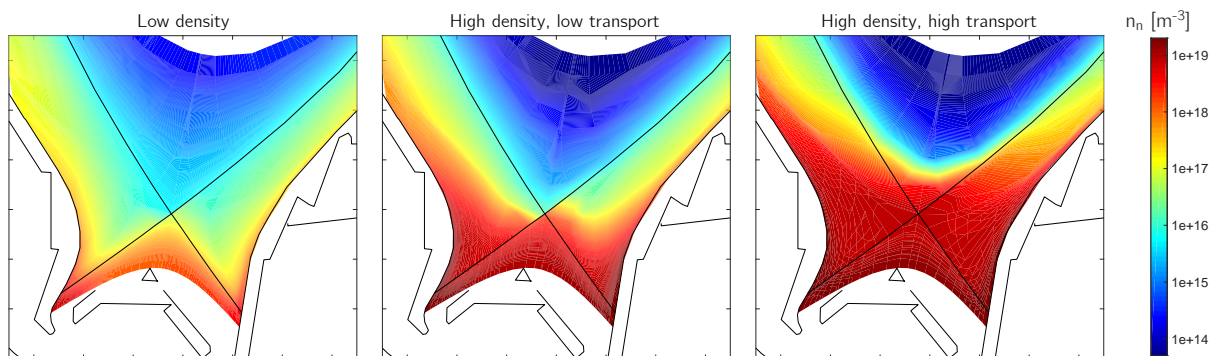 Low density
High density, low transport
High density, high transport
nₙ [m⁻³]
1e+19
1e+18
1e+17
1e+16
1e+15
1e+14